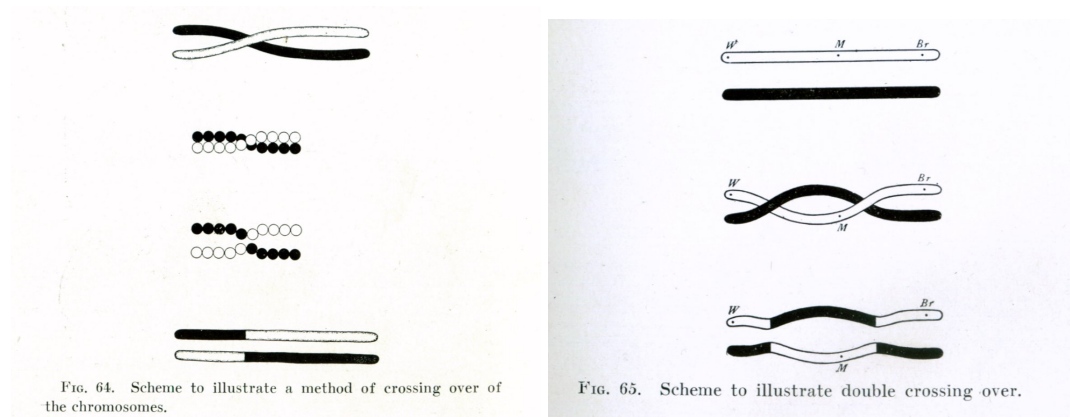 FIG. 64. Scheme to illustrate a method of crossing over of
the chromosomes.
W M Br
W Br
M
W Br
M
FIG. 65. Scheme to illustrate double crossing over.